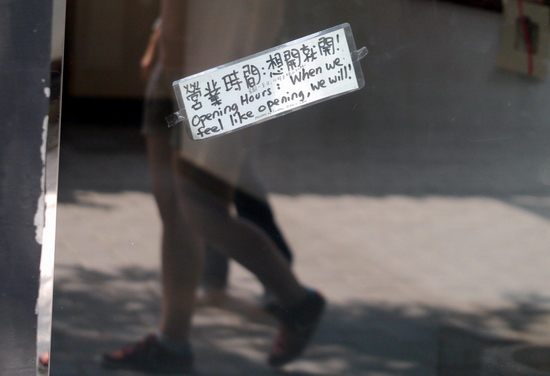 營業時間:想開就開!
Opening Hours: When we
feel like opening, we will!